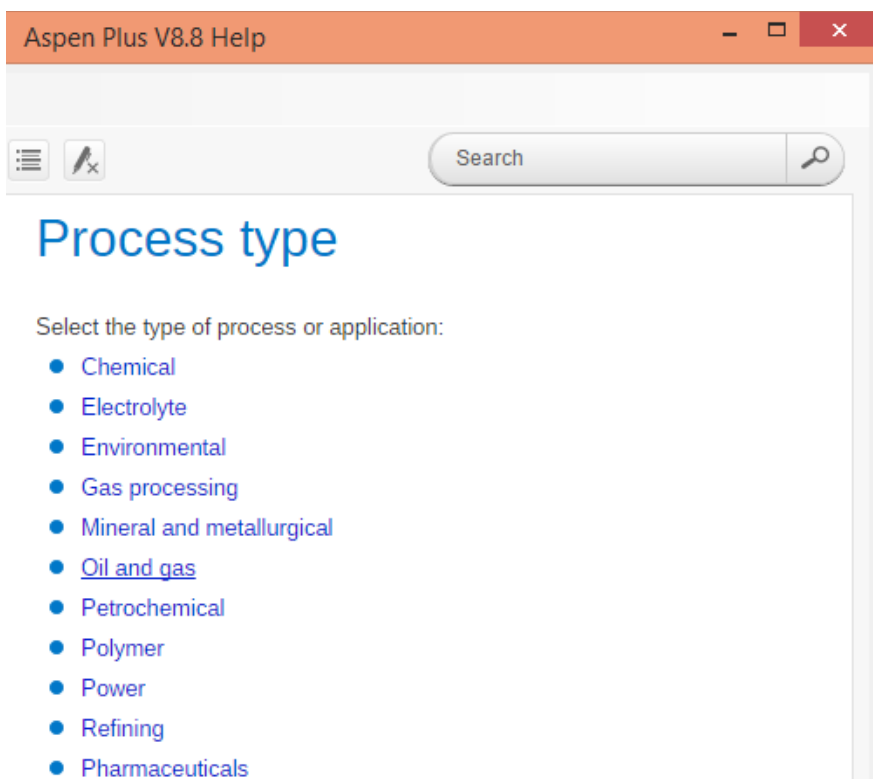 Aspen Plus V8.8 Help
Search
Process type
Select the type of process or application:
Chemical
Electrolyte
Environmental
Gas processing
Mineral and metallurgical
Oil and gas
Petrochemical
Polymer
Power
Refining
Pharmaceuticals